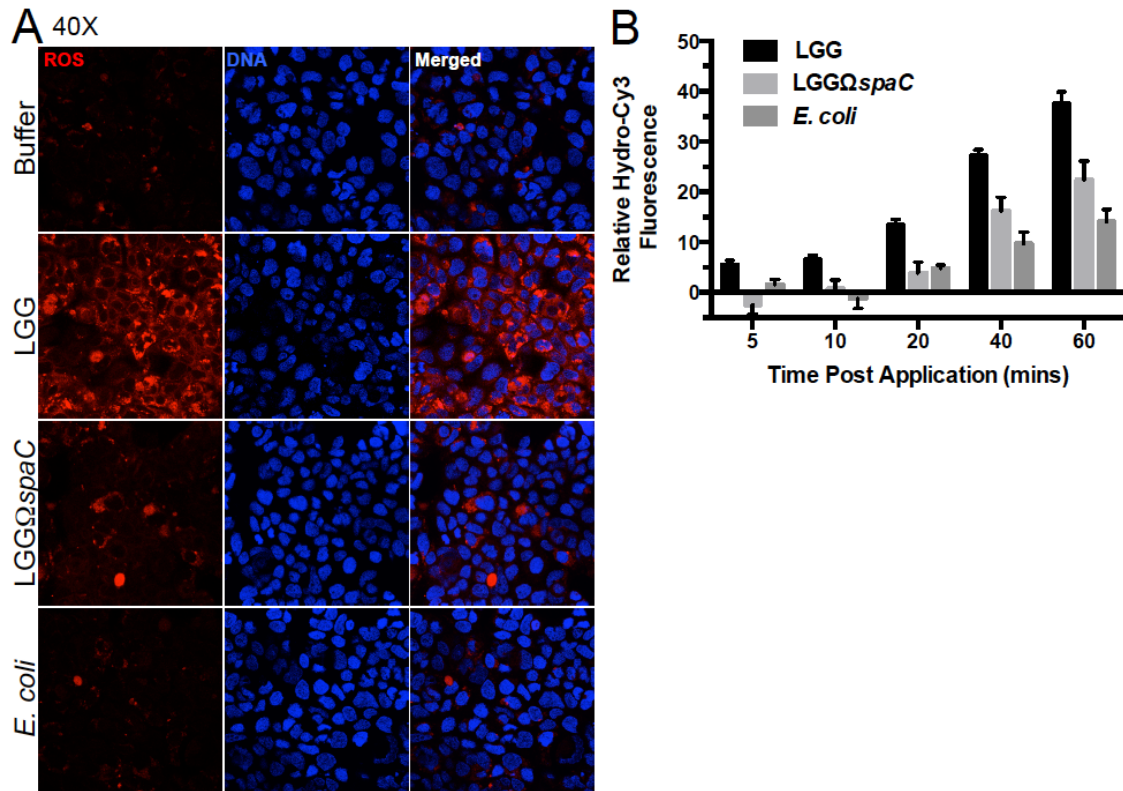 A 40X
ROS DNA Merged
Buffer
LGG
LGGΩspaC
E. coli
B
50
40
30
20
10
0
Relative Hydro-Cy3
Fluorescence
LGG
LGGΩspaC
E. coli
5 10 20 40 60
Time Post Application (mins)